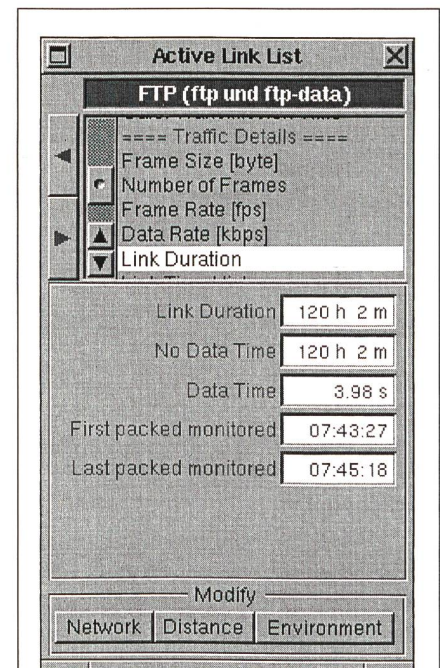 Active Link List
FTP (ftp und ftp-data)
==== Traffic Details ====
Frame Size [byte]
Number of Frames
Frame Rate [fps]
Data Rate [kbps]
Link Duration
Link Duration 120 h 2 m
No Data Time 120 h 2 m
Data Time 3.98 s
First packed monitored 07:43:27
Last packed monitored 07:45:18
Modify
Network Distance Environment